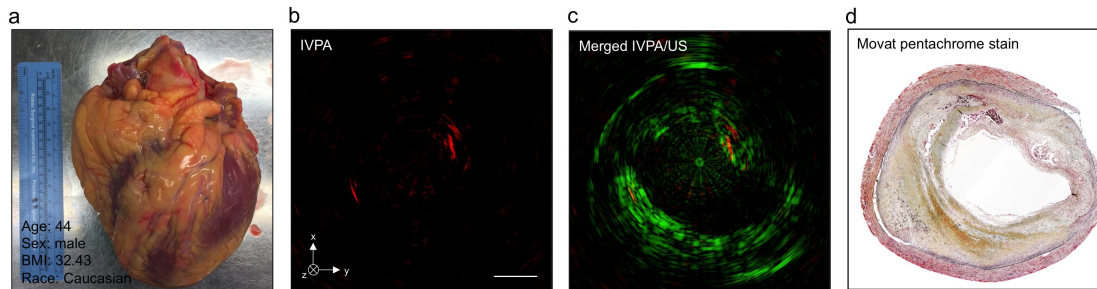 a
b
c
d
IVPA
Merged IVPA/US
Movat pentachrome stain
Age: 44
Sex: male
BMI: 32.43
Race: Caucasian
x
z
y